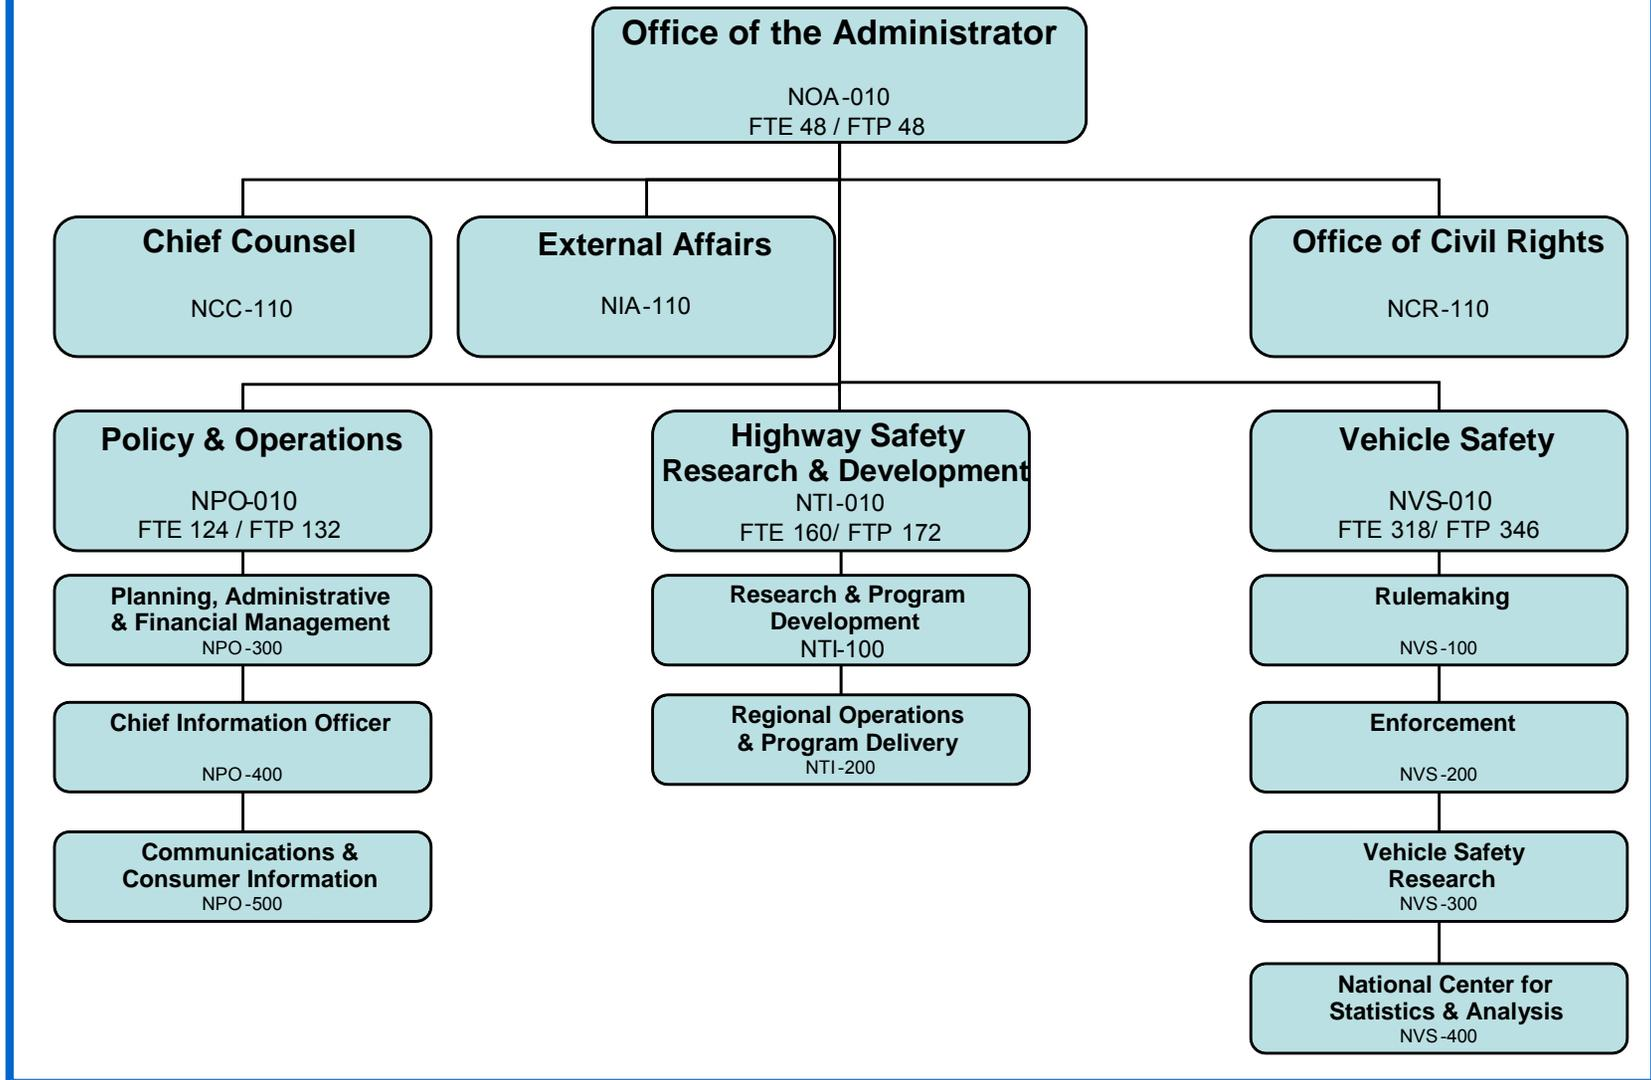 Office of the Administrator
NOA-010
FTE 48 / FTP 48
Chief Counsel
NCC-110
External Affairs
NIA-110
Office of Civil Rights
NCR-110
Policy & Operations
NPO-010
FTE 124 / FTP 132
Highway Safety
Research & Development
NTI-010
FTE 160/ FTP 172
Vehicle Safety
NVS-010
FTE 318/ FTP 346
Planning, Administrative
& Financial Management
NPO-300
Research & Program
Development
NTI-100
Rulemaking
NVS-100
Chief Information Officer
NPO-400
Regional Operations
& Program Delivery
NTI-200
Enforcement
NVS-200
Communications &
Consumer Information
NPO-500
Vehicle Safety
Research
NVS-300
National Center for
Statistics & Analysis
NVS-400